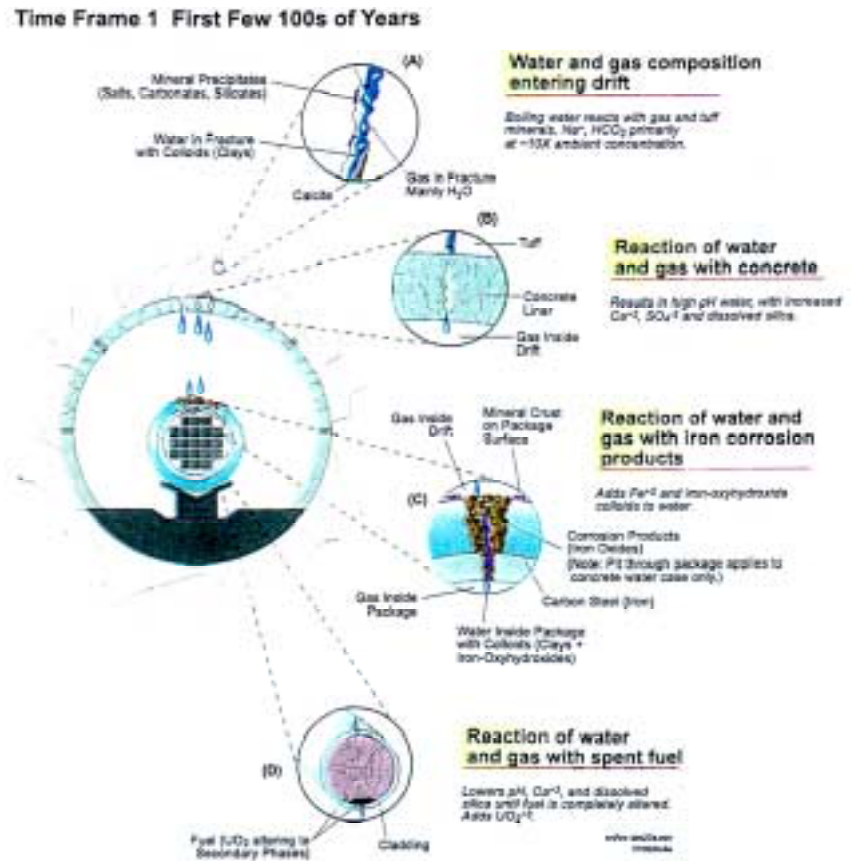 Time Frame 1 First Few 100s of Years
(A)
Mineral Precipitates
(Salts, Carbonates, Silicates)
Water in Fracture
with Colloids (Clays)
Calcite
Gas in Fracture
Mainly H₂O
Water and gas composition
entering drift
Boiling water reacts with gas and tuff
minerals, Na⁺, HCO₃ primarily
at ~10X ambient concentration.
(B)
Tuff
Concrete
Liner
Gas Inside
Drift
Reaction of water
and gas with concrete
Results in high pH water, with increased
Ca⁺², SO₄⁻² and dissolved silica.
Gas Inside
Drift
Mineral Crust
on Package
Surface
(C)
Reaction of water and
gas with iron corrosion
products
Adds Fe⁺² and iron-oxyhydroxide
colloids to water.
Corrosion Products
(Iron Oxides)
(Note: Pit through package applies to
concrete water case only.)
Carbon Steel (Iron)
Gas Inside
Package
Water Inside Package
with Colloids (Clays +
Iron-Oxyhydroxides)
(D)
Reaction of water
and gas with spent fuel
Lowers pH, Ca⁺², and dissolved
silica until fuel is completely altered.
Adds UO₂⁺².
Fuel (UO₂ altering to
Secondary Phases)
Cladding